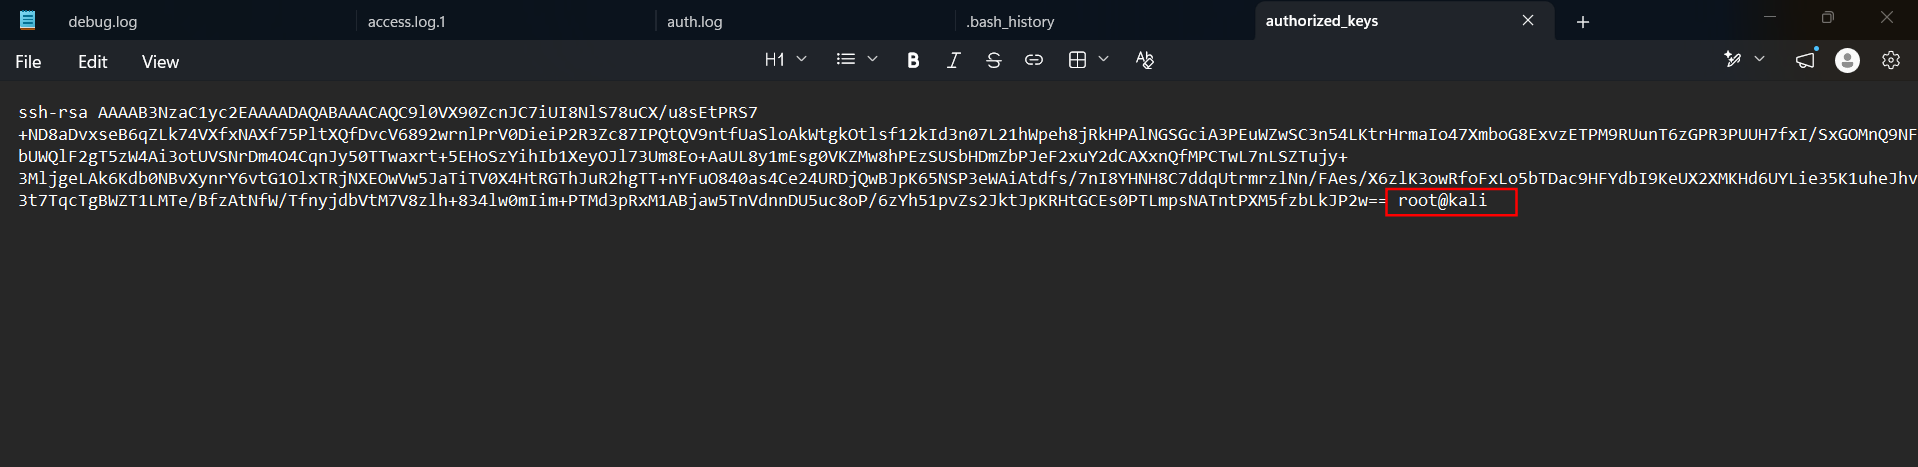 debug.log access.log.1 auth.log .bash_history authorized_keys
File Edit View H1 B I S
ssh-rsa AAAAB3NzaC1yc2EAAAADAQABAAACAQC9l0VX90ZcnJC7iUI8NlS78uCX/u8sEtPRS7
+ND8aDvxseB6qZLk74VXfxNAXf75PltXQfDvcV6892wrnlPrV0DieiP2R3Zc87IPQtQV9ntfUaSloAkWtgkOtlsf12kId3n07L21hWpeh8jRkHPAlNGSGciA3PEuWZwSC3n54LKtrHrmaIo47XmboG8ExvzETPM9RUunT6zGPR3PUUH7fxI/SxGOMnQ9NF
bUWQlF2gT5zW4Ai3otUVSNrDm4O4CqnJy50TTwaxrt+5EHoSzYihIb1XeyOJl73Um8Eo+AaUL8y1mEsg0VKZMw8hPEzSUSbHDmZbPJeF2xuY2dCAXxnQfMPCTwL7nLSZTujy+
3MljgeLAk6Kdb0NBvXynrY6vtG1OlxTRjNXEOwVw5JaTiTV0X4HtRGThJuR2hgTT+nYFuO840as4Ce24URDjQwBJpK65NSP3eWAiAtdfs/7nI8YHNH8C7ddqUtrmrzlNn/FAes/X6zlK3owRfoFxLo5bTDac9HFYdbI9KeUX2XMKHd6UYLie35K1uheJhv
3t7TqcTgBWZT1LMTe/BfzAtNfW/TfnyjdbVtM7V8zlh+834lw0mIim+PTMd3pRxM1ABjaw5TnVdnnDU5uc8oP/6zYh51pvZs2JktJpKRHtGCEs0PTLmpsNATntPXM5fzbLkJP2w== root@kali